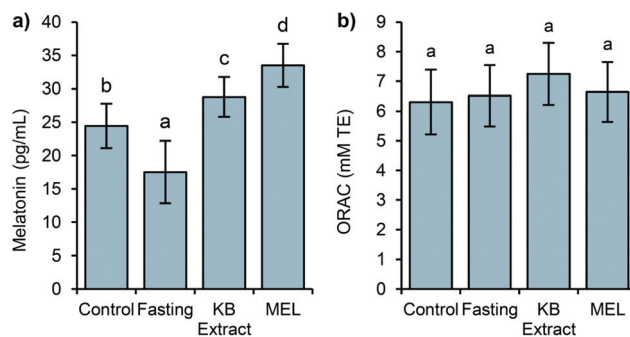 a)
Melatonin (pg/mL)
40
35
30
25
20
15
10
5
0
b
a
c
d
Control Fasting KB MEL
Extract
b)
ORAC (mM TE)
9
8
7
6
5
4
3
2
1
0
a
a
a
a
Control Fasting KB MEL
Extract